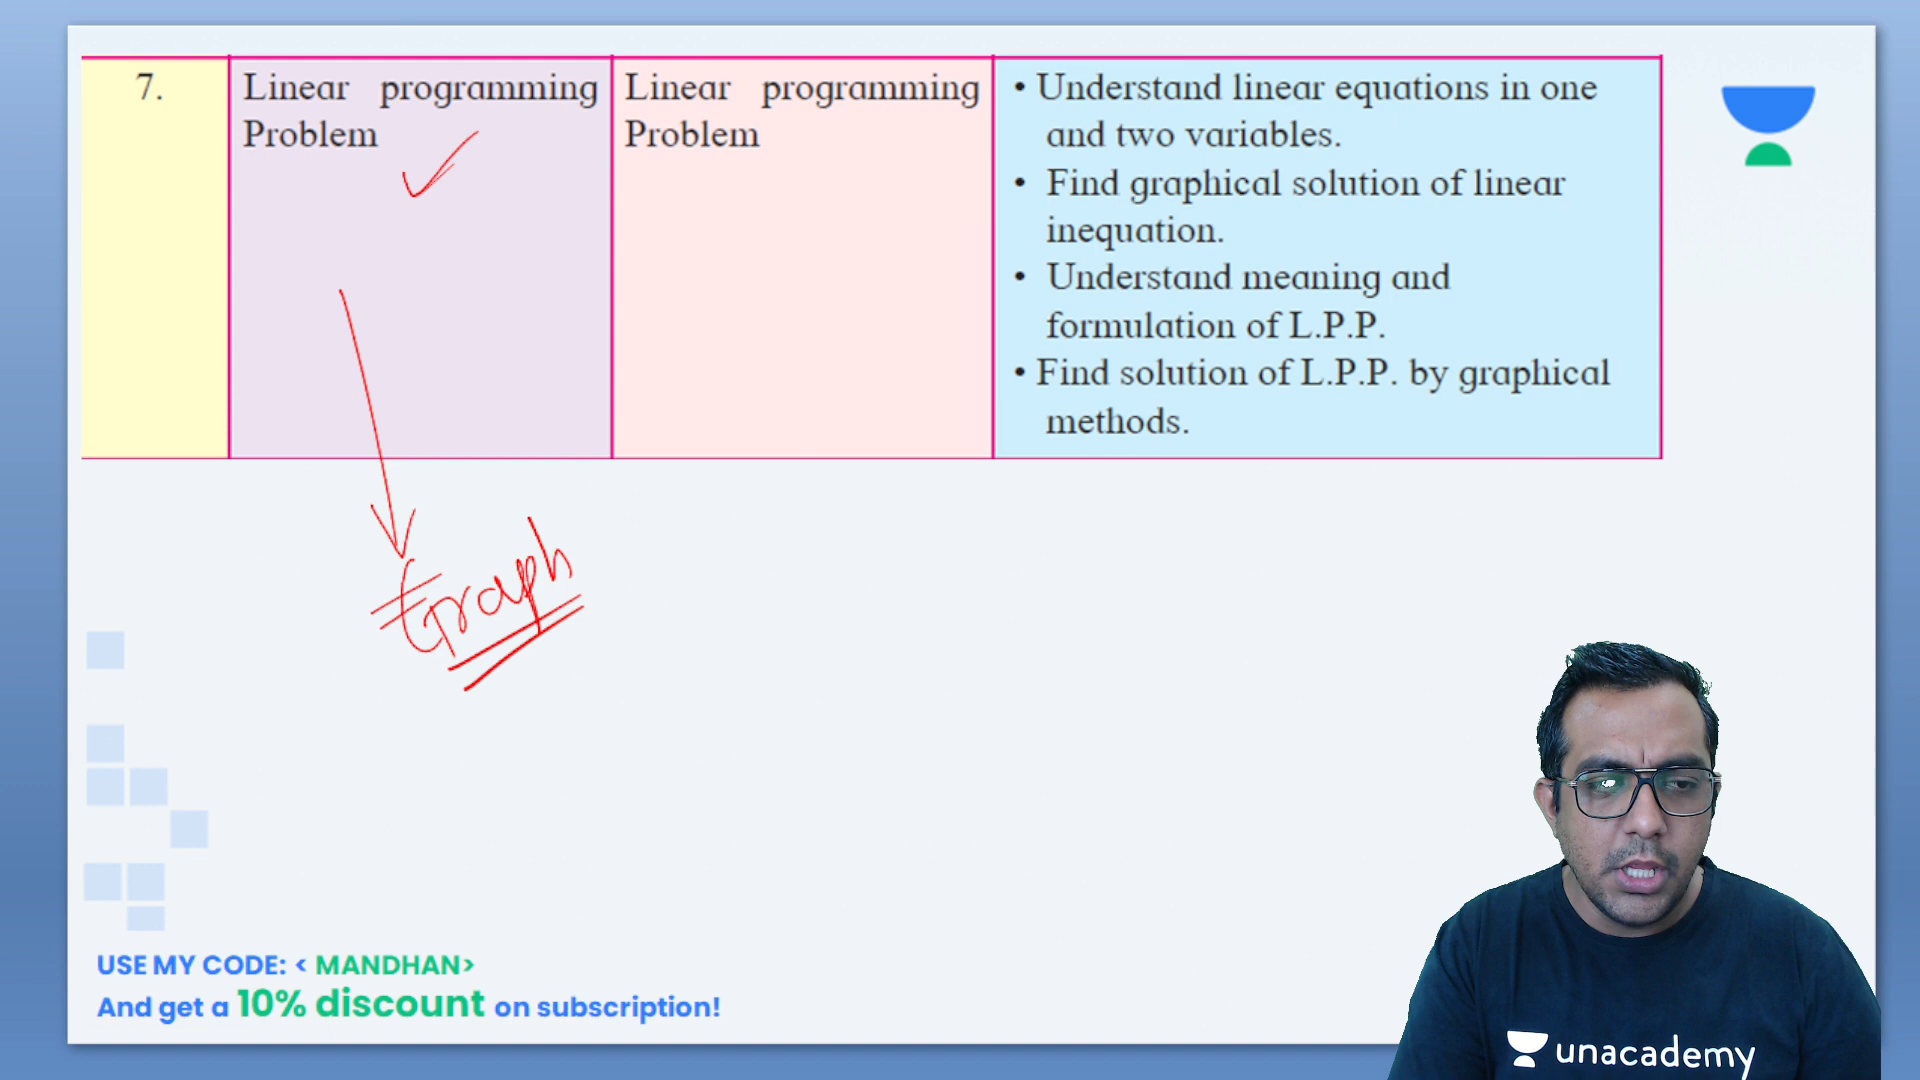 7.
Linear programming
Problem
Linear programming
Problem
• Understand linear equations in one
and two variables.
• Find graphical solution of linear
inequation.
• Understand meaning and
formulation of L.P.P.
• Find solution of L.P.P. by graphical
methods.
Graph
USE MY CODE: < MANDHAN>
And get a 10% discount on subscription!
unacademy